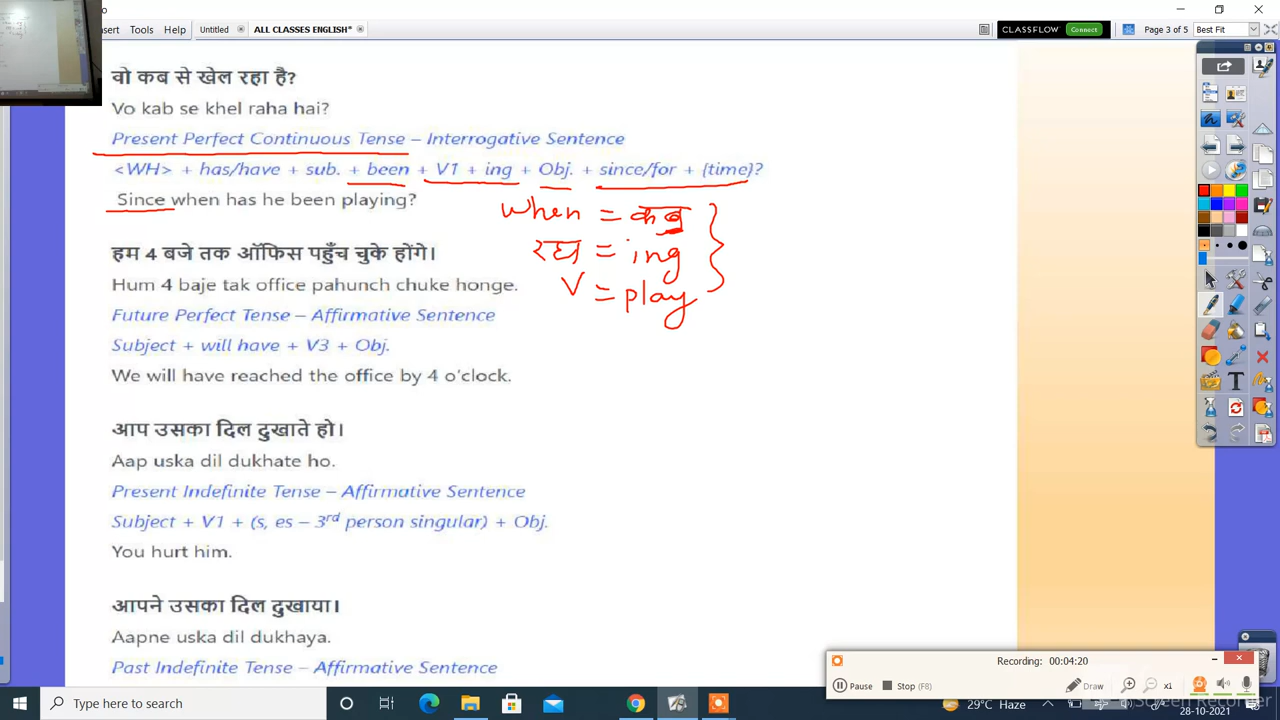 nsert Tools Help Untitled ALL CLASSES ENGLISH* CLASSFLOW Connect Page 3 of 5 Best Fit
वो कब से खेल रहा है?
Vo kab se khel raha hai?
Present Perfect Continuous Tense – Interrogative Sentence
<WH> + has/have + sub. + been + V1 + ing + Obj. + since/for + {time}?
Since when has he been playing?
when = कब
रहा = ing
V = play
हम 4 बजे तक ऑफिस पहुँच चुके होंगे।
Hum 4 baje tak office pahunch chuke honge.
Future Perfect Tense – Affirmative Sentence
Subject + will have + V3 + Obj.
We will have reached the office by 4 o'clock.
आप उसका दिल दुखाते हो।
Aap uska dil dukhate ho.
Present Indefinite Tense – Affirmative Sentence
Subject + V1 + (s, es – 3rd person singular) + Obj.
You hurt him.
आपने उसका दिल दुखाया।
Aapne uska dil dukhaya.
Past Indefinite Tense – Affirmative Sentence
Recording: 00:04:20
Pause Stop (F8) Draw x1
Type here to search
29°C Haze
28-10-2021